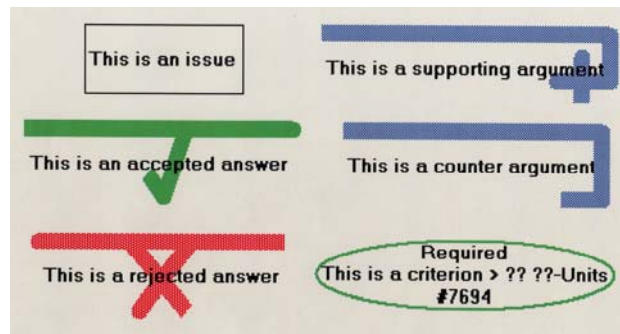 This is an issue
This is a supporting argument
This is an accepted answer
This is a counter argument
This is a rejected answer
Required
This is a criterion > ?? ??-Units
#7694